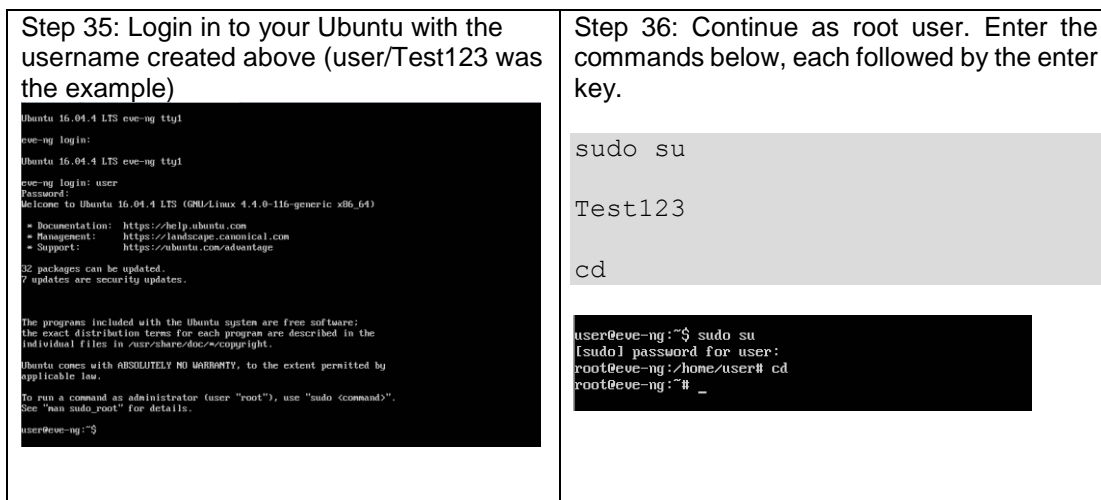 Step 35: Login in to your Ubuntu with the
username created above (user/Test123 was
the example)
Ubuntu 16.04.4 LTS eve-ng tty1
eve-ng login:
Ubuntu 16.04.4 LTS eve-ng tty1
eve-ng login: user
Password:
Welcome to Ubuntu 16.04.4 LTS (GNU/Linux 4.4.0-116-generic x86_64)
* Documentation: https://help.ubuntu.com
* Management: https://landscape.canonical.com
* Support: https://ubuntu.com/advantage
32 packages can be updated.
7 updates are security updates.
The programs included with the Ubuntu system are free software;
the exact distribution terms for each program are described in the
individual files in /usr/share/doc/*/copyright.
Ubuntu comes with ABSOLUTELY NO WARRANTY, to the extent permitted by
applicable law.
To run a command as administrator (user "root"), use "sudo <command>".
See "man sudo_root" for details.
user@eve-ng:~$
Step 36: Continue as root user. Enter the
commands below, each followed by the enter
key.
sudo su
Test123
cd
user@eve-ng:~$ sudo su
[sudo] password for user:
root@eve-ng:/home/user# cd
root@eve-ng:~# _